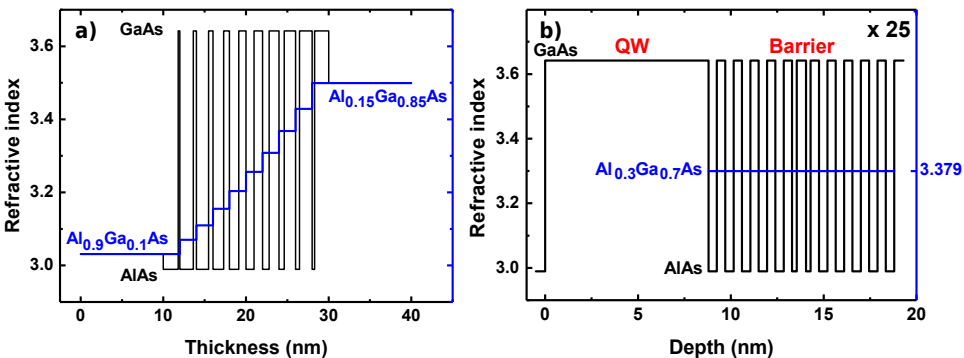 a)
GaAs
3.6
3.4
3.2
3.0
Refractive index
Al0.15Ga0.85As
Al0.9Ga0.1As
AlAs
0
10
20
30
40
Thickness (nm)
b)
x 25
QW
Barrier
GaAs
3.6
3.4
3.2
3.0
Refractive index
Al0.3Ga0.7As
3.379
AlAs
0
5
10
15
20
Depth (nm)